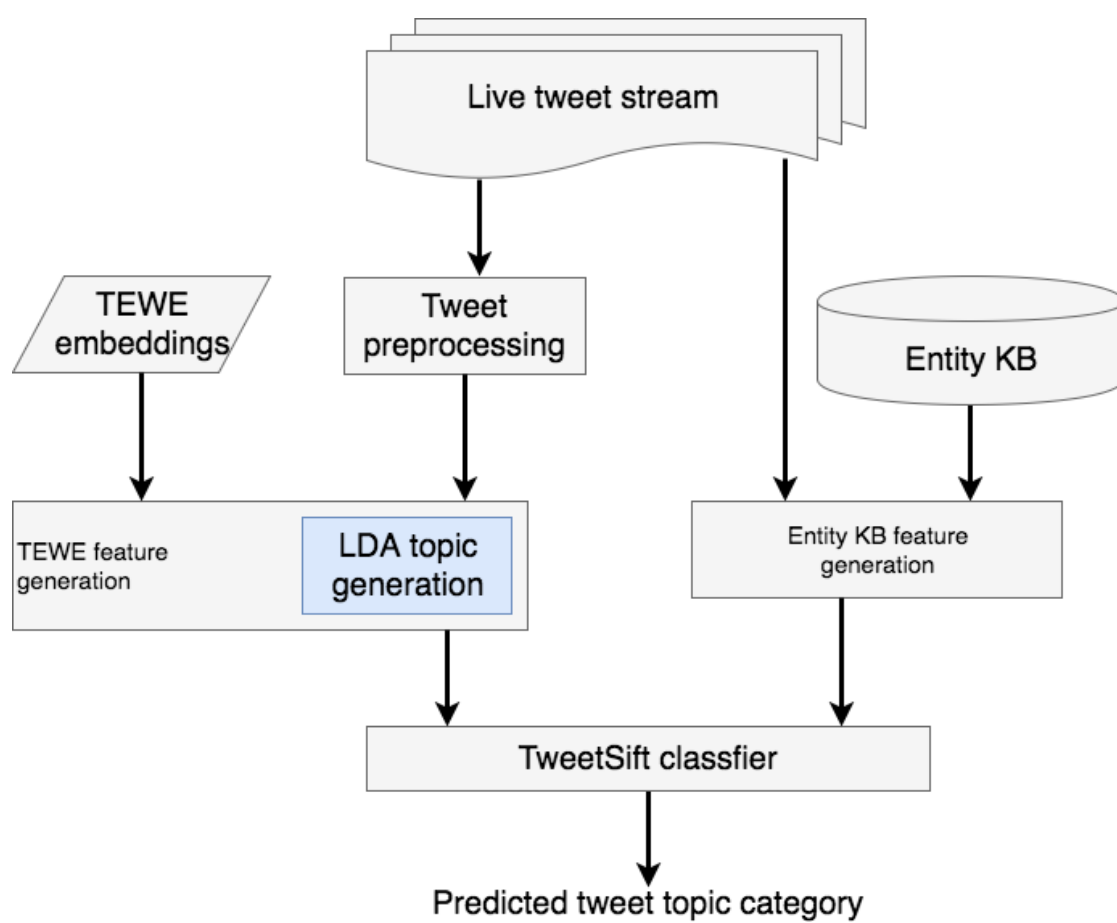 Live tweet stream
TEWE
embeddings
Tweet
preprocessing
Entity KB
TEWE feature
generation
LDA topic
generation
Entity KB feature
generation
TweetSift classfier
Predicted tweet topic category